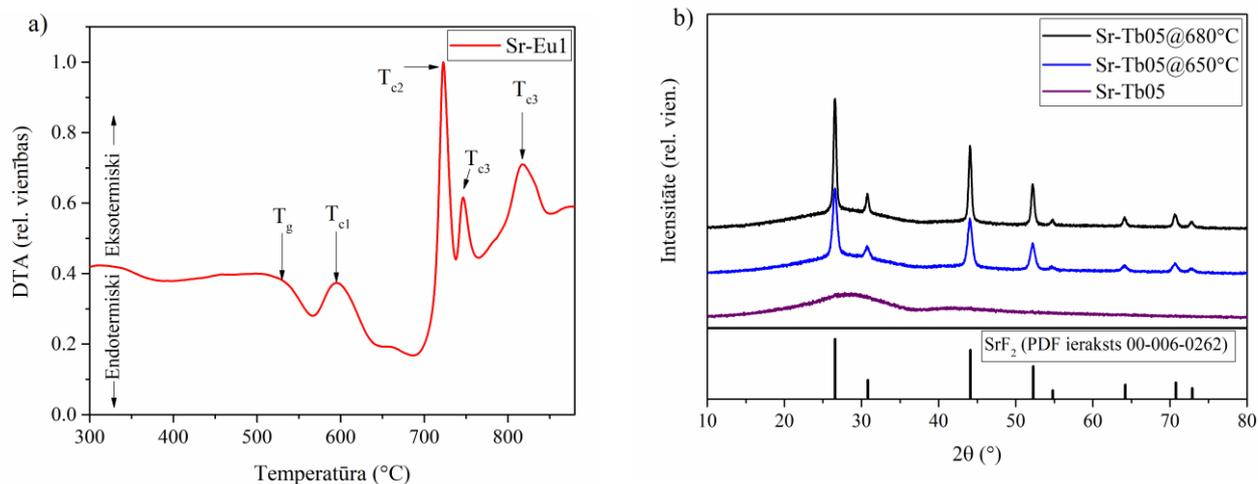 a)
Sr-Eu1
T_c2
T_c3
T_c3
T_g
T_c1
DTA (rel. vienības)
Endotermiski Eksotermiski
1.0
0.8
0.6
0.4
0.2
0.0
300 400 500 600 700 800
Temperatūra (°C)
b)
Sr-Tb05@680°C
Sr-Tb05@650°C
Sr-Tb05
Intensitāte (rel. vien.)
SrF₂ (PDF ieraksts 00-006-0262)
10 20 30 40 50 60 70 80
2θ (°)